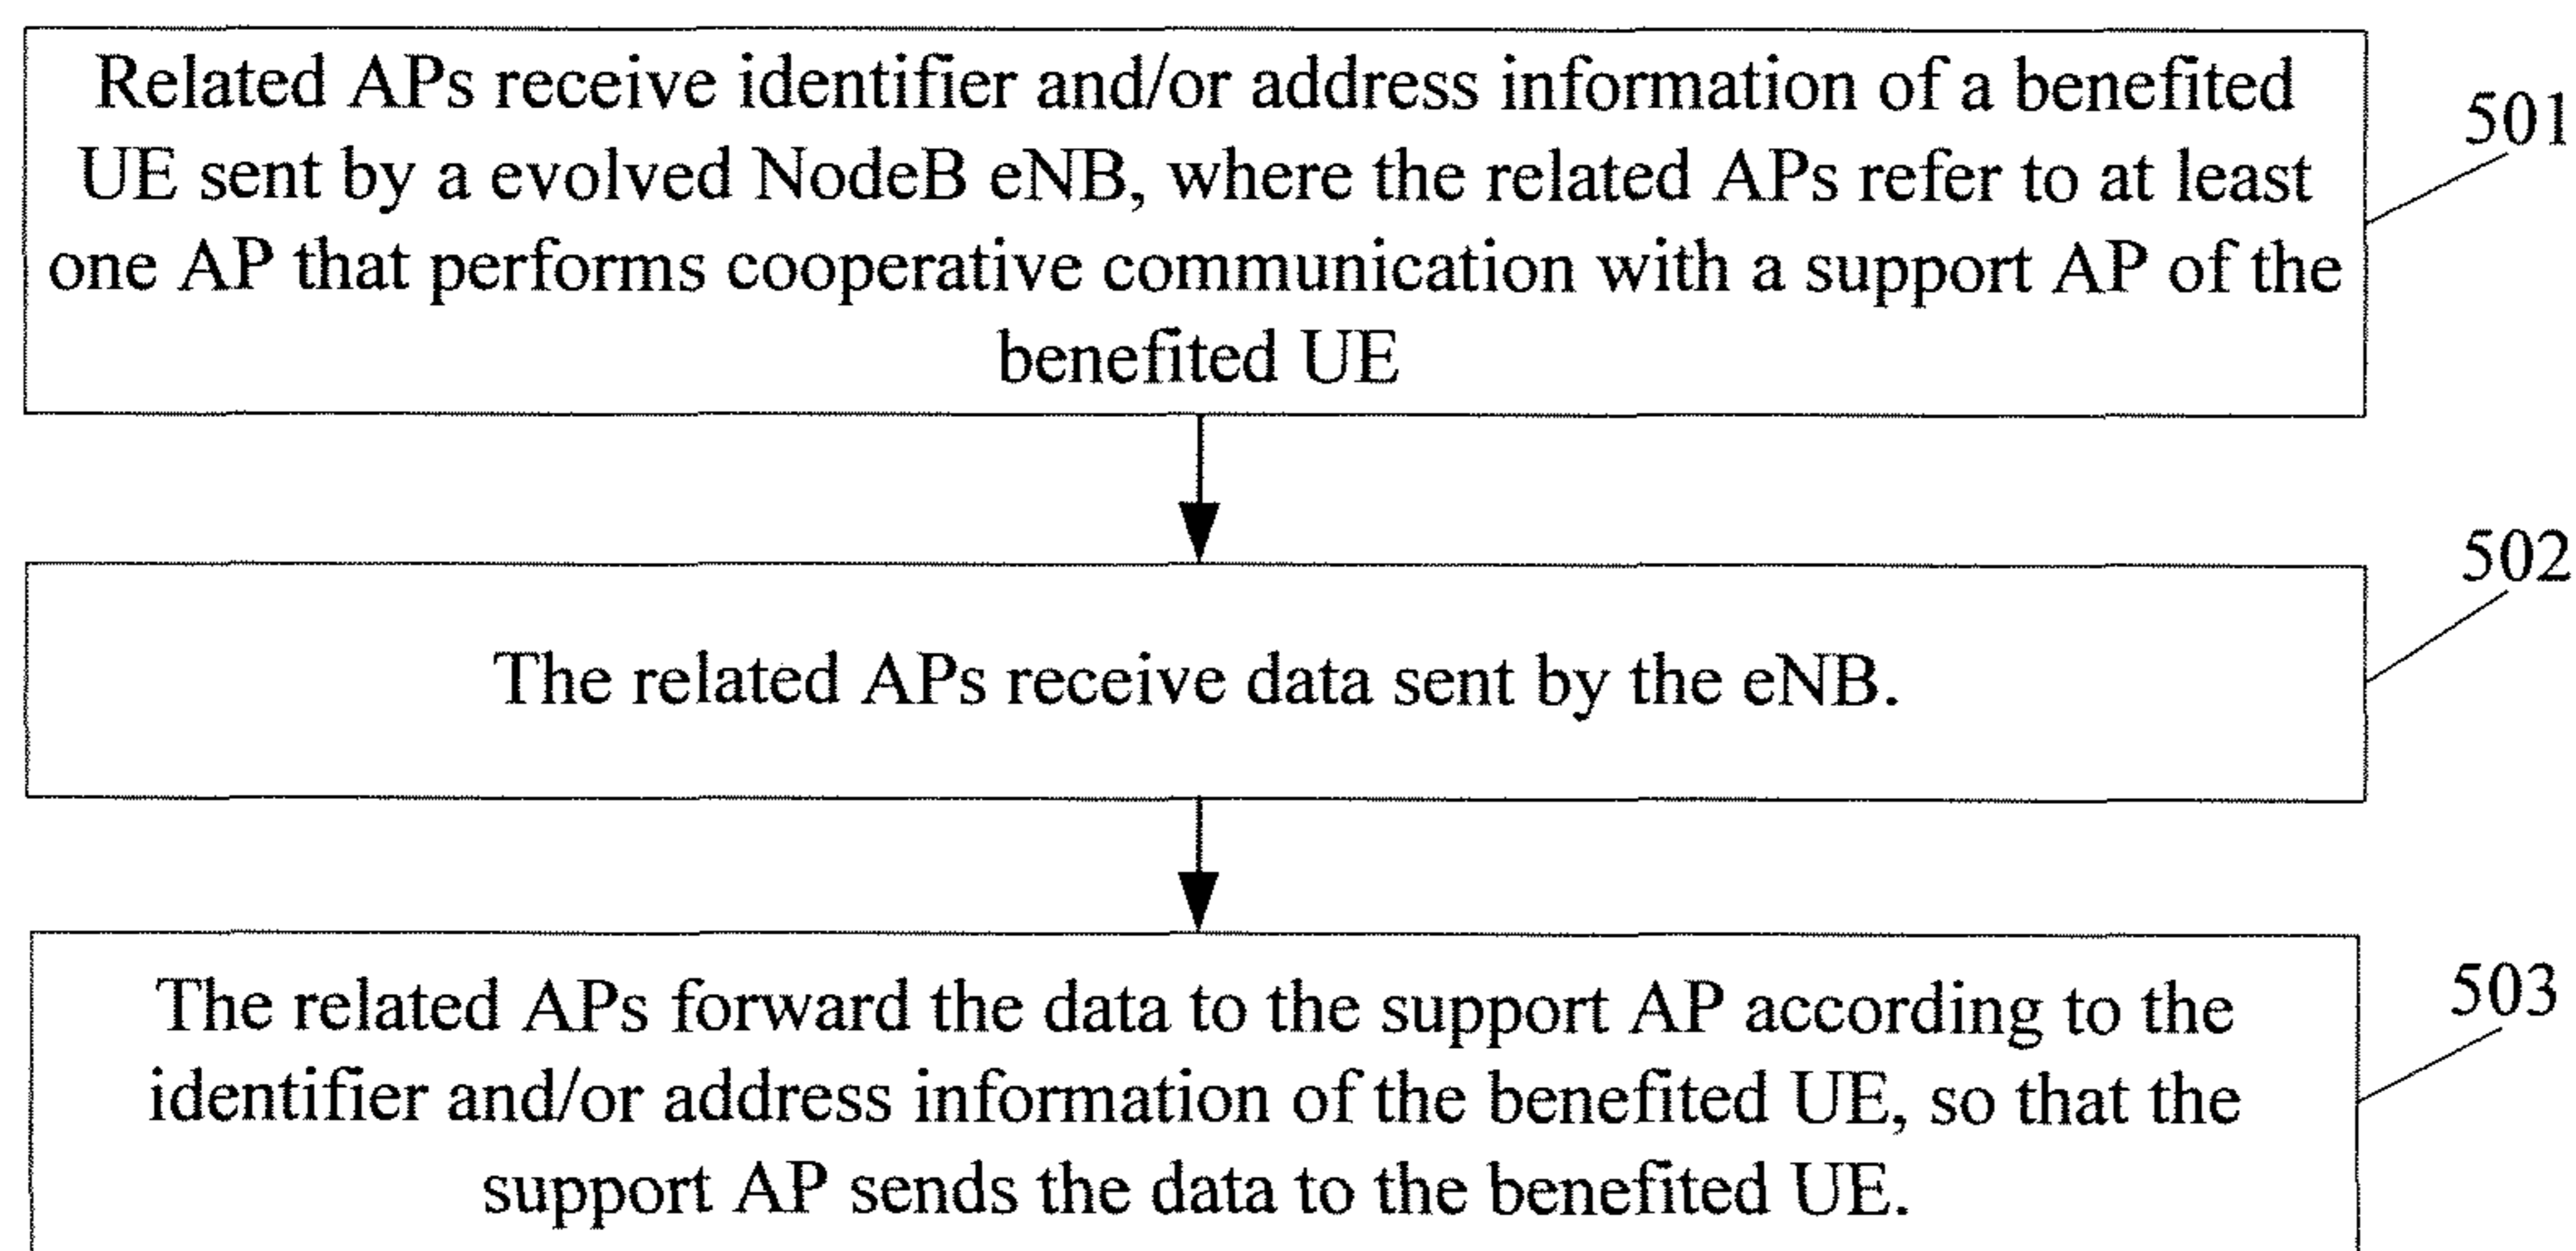 Related APs receive identifier and/or address information of a benefited
UE sent by a evolved NodeB eNB, where the related APs refer to at least
one AP that performs cooperative communication with a support AP of the
benefited UE
501
The related APs receive data sent by the eNB.
502
The related APs forward the data to the support AP according to the
identifier and/or address information of the benefited UE, so that the
support AP sends the data to the benefited UE.
503